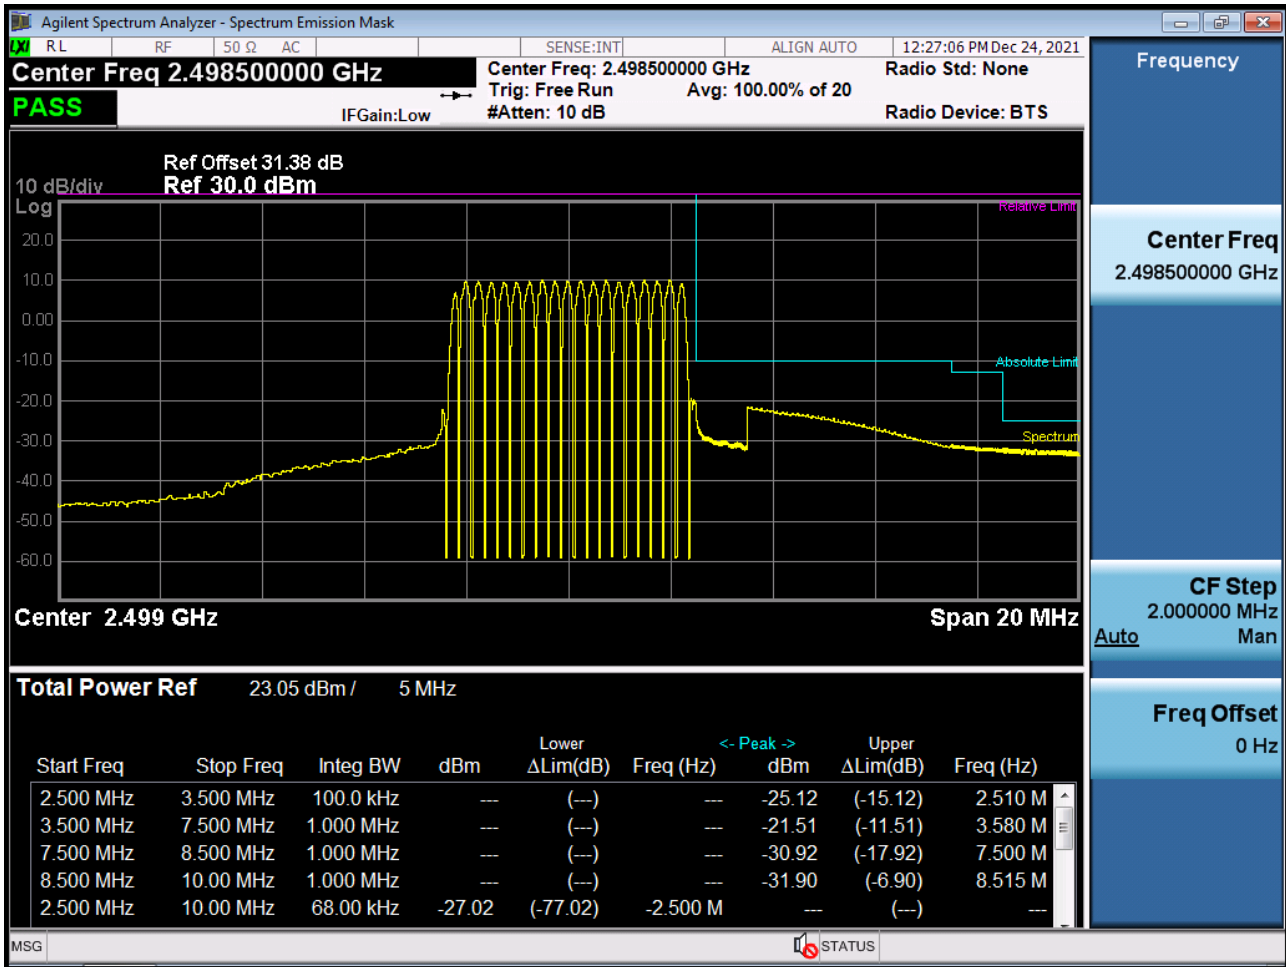 Agilent Spectrum Analyzer - Spectrum Emission Mask
LXI RL RF 50 Ω AC SENSE:INT ALIGN AUTO 12:27:06 PM Dec 24, 2021
Center Freq 2.498500000 GHz
Center Freq: 2.498500000 GHz Radio Std: None
Trig: Free Run Avg: 100.00% of 20
PASS IFGain:Low #Atten: 10 dB Radio Device: BTS
Ref Offset 31.38 dB
10 dB/div Ref 30.0 dBm
Log
Relative Limit
20.0
10.0
0.00
-10.0
Absolute Limit
-20.0
-30.0
Spectrum
-40.0
-50.0
-60.0
Center 2.499 GHz Span 20 MHz
Total Power Ref 23.05 dBm / 5 MHz
Lower <- Peak -> Upper
Start Freq Stop Freq Integ BW dBm ΔLim(dB) Freq (Hz) dBm ΔLim(dB) Freq (Hz)
2.500 MHz 3.500 MHz 100.0 kHz --- (---) --- -25.12 (-15.12) 2.510 M
3.500 MHz 7.500 MHz 1.000 MHz --- (---) --- -21.51 (-11.51) 3.580 M
7.500 MHz 8.500 MHz 1.000 MHz --- (---) --- -30.92 (-17.92) 7.500 M
8.500 MHz 10.00 MHz 1.000 MHz --- (---) --- -31.90 (-6.90) 8.515 M
2.500 MHz 10.00 MHz 68.00 kHz -27.02 (-77.02) -2.500 M --- (---) ---
MSG STATUS
Frequency
Center Freq
2.498500000 GHz
CF Step
2.000000 MHz
Auto Man
Freq Offset
0 Hz